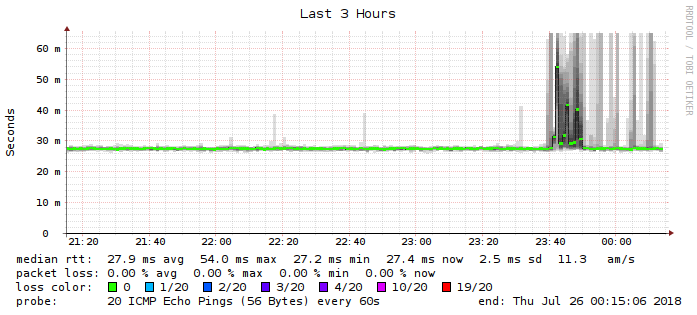 Last 3 Hours
RRDTOOL / TOBI OETIKER
Seconds
60 m
50 m
40 m
30 m
20 m
10 m
0
21:20 21:40 22:00 22:20 22:40 23:00 23:20 23:40 00:00
median rtt: 27.9 ms avg 54.0 ms max 27.2 ms min 27.4 ms now 2.5 ms sd 11.3 am/s
packet loss: 0.00 % avg 0.00 % max 0.00 % min 0.00 % now
loss color: 0 1/20 2/20 3/20 4/20 10/20 19/20
probe: 20 ICMP Echo Pings (56 Bytes) every 60s end: Thu Jul 26 00:15:06 2018